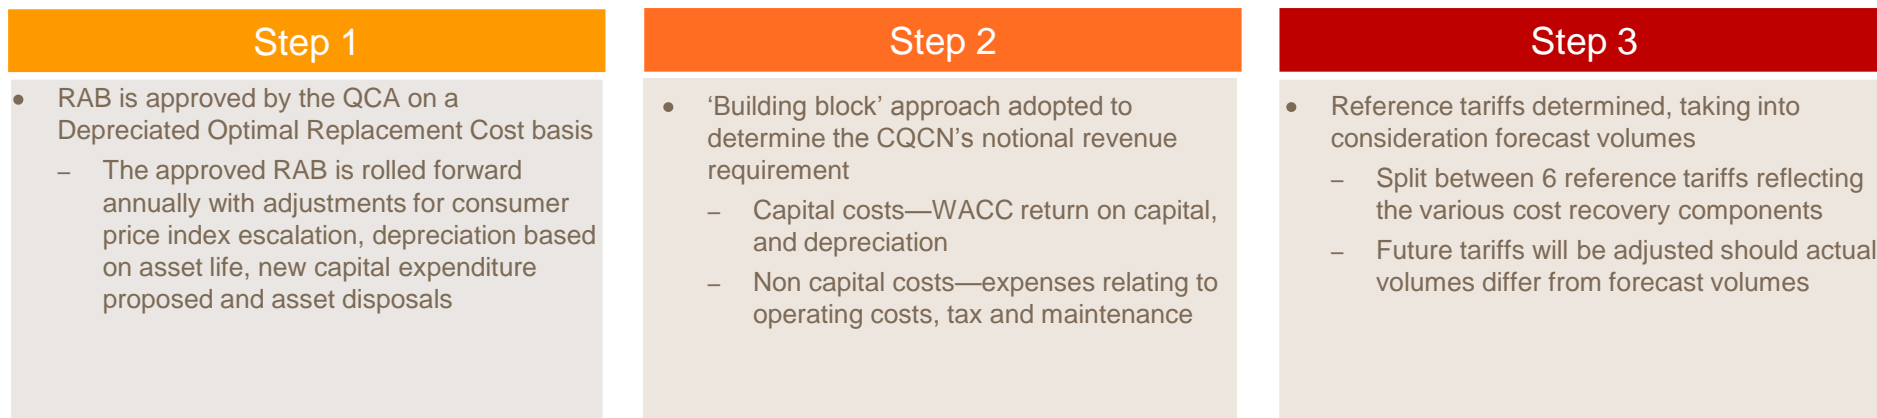 Step 1
• RAB is approved by the QCA on a
Depreciated Optimal Replacement Cost basis
– The approved RAB is rolled forward
annually with adjustments for consumer
price index escalation, depreciation based
on asset life, new capital expenditure
proposed and asset disposals
Step 2
• ‘Building block’ approach adopted to
determine the CQCN’s notional revenue
requirement
– Capital costs—WACC return on capital,
and depreciation
– Non capital costs—expenses relating to
operating costs, tax and maintenance
Step 3
• Reference tariffs determined, taking into
consideration forecast volumes
– Split between 6 reference tariffs reflecting
the various cost recovery components
– Future tariffs will be adjusted should actual
volumes differ from forecast volumes